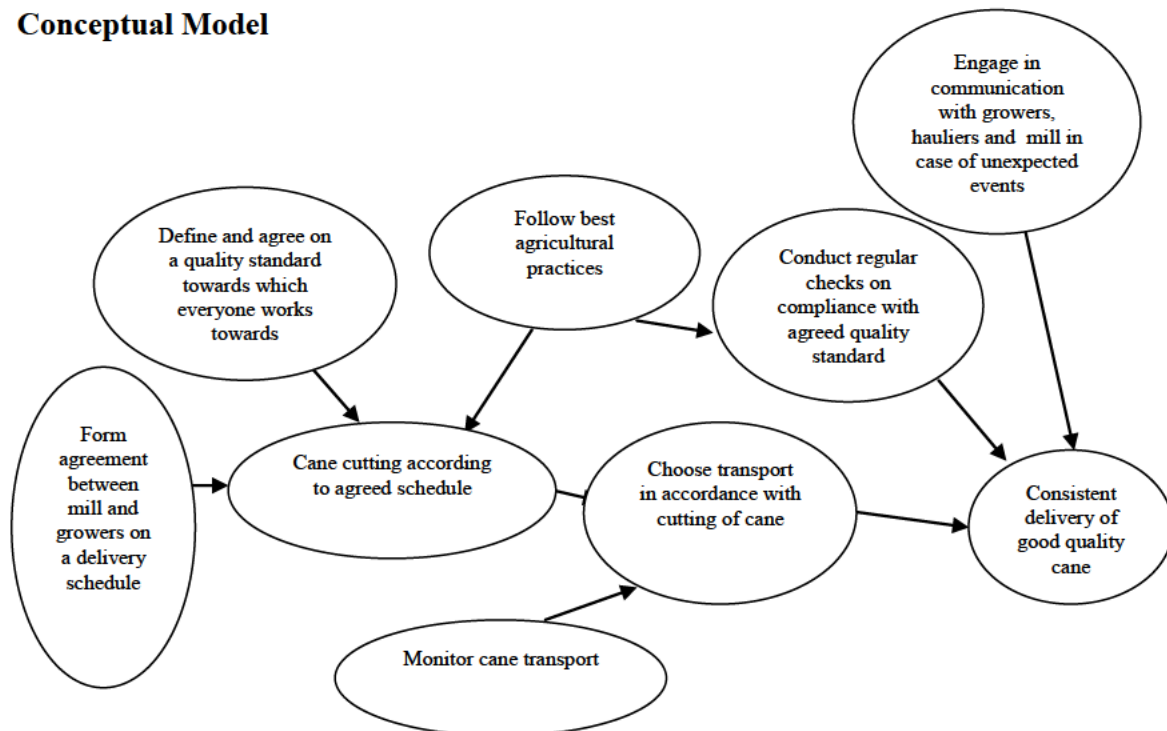 Conceptual Model
Engage in
communication
with growers,
hauliers and mill in
case of unexpected
events
Define and agree on
a quality standard
towards which
everyone works
towards
Follow best
agricultural
practices
Conduct regular
checks on
compliance with
agreed quality
standard
Form
agreement
between
mill and
growers on
a delivery
schedule
Cane cutting according
to agreed schedule
Choose transport
in accordance with
cutting of cane
Consistent
delivery of
good quality
cane
Monitor cane transport